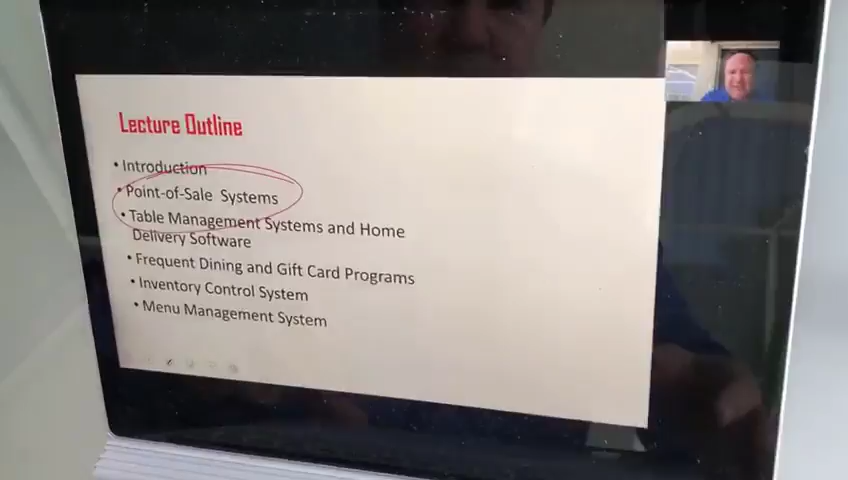 Lecture Outline
• Introduction
• Point-of-Sale Systems
• Table Management Systems and Home
Delivery Software
• Frequent Dining and Gift Card Programs
• Inventory Control System
• Menu Management System